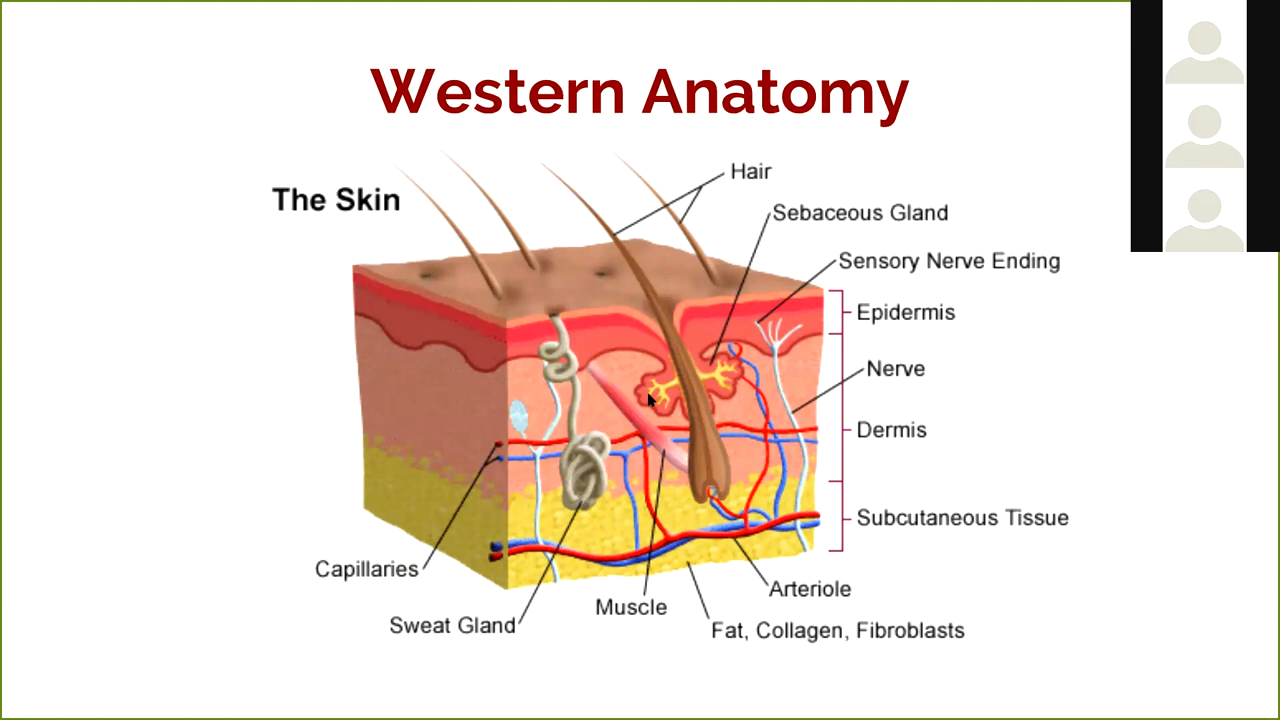 Western Anatomy
The Skin
Hair
Sebaceous Gland
Sensory Nerve Ending
Epidermis
Nerve
Dermis
Subcutaneous Tissue
Capillaries
Arteriole
Muscle
Sweat Gland
Fat, Collagen, Fibroblasts